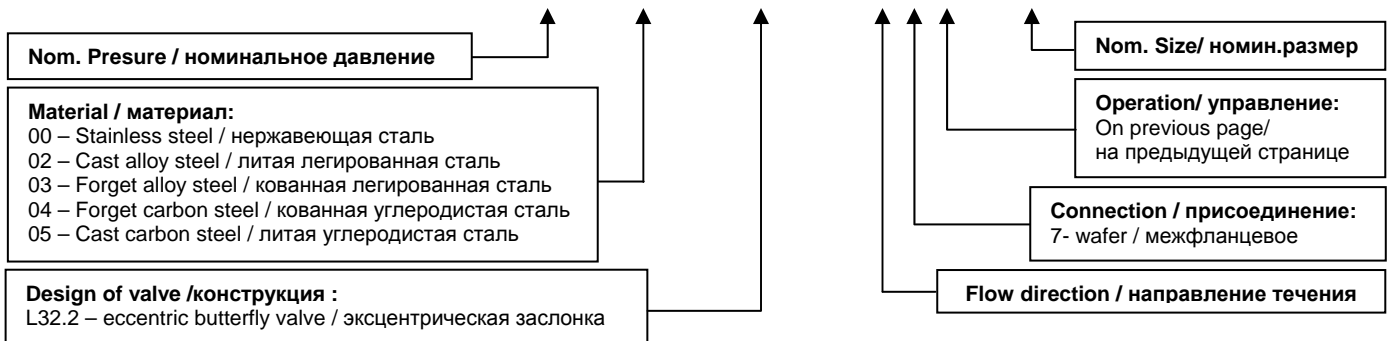 Nom. Presure / номинальное давление
Material / материал:
00 – Stainless steel / нержавеющая сталь
02 – Cast alloy steel / литая легированная сталь
03 – Forget alloy steel / кованная легированная сталь
04 – Forget carbon steel / кованная углеродистая сталь
05 – Cast carbon steel / литая углеродистая сталь
Design of valve /конструкция :
L32.2 – eccentric butterfly valve / эксцентрическая заслонка
Nom. Size/ номин.размер
Operation/ управление:
On previous page/
на предыдущей странице
Connection / присоединение:
7- wafer / межфланцевое
Flow direction / направление течения